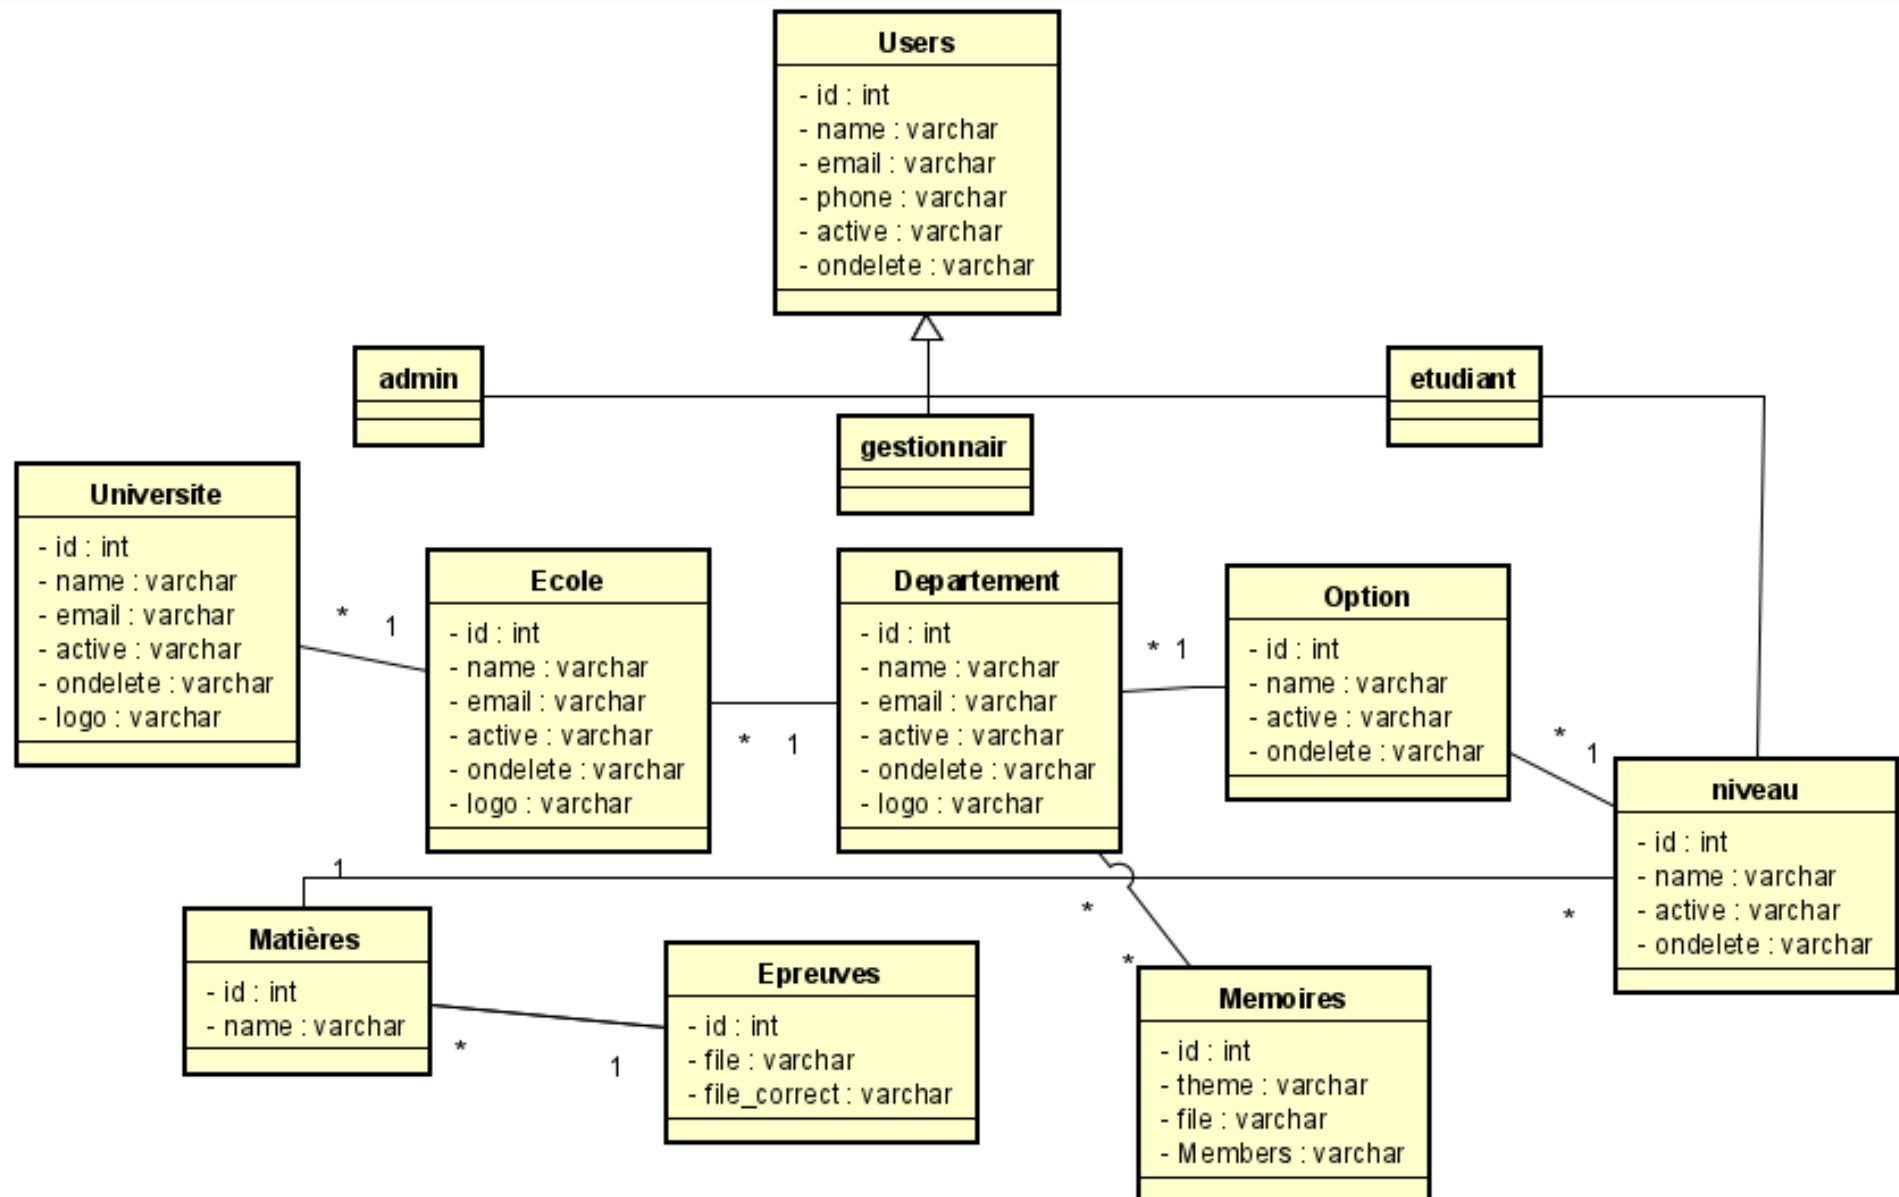 Users
- id : int
- name : varchar
- email : varchar
- phone : varchar
- active : varchar
- ondelete : varchar
admin
etudiant
gestionnair
Universite
- id : int
- name : varchar
- email : varchar
- active : varchar
- ondelete : varchar
- logo : varchar
* 1
Ecole
- id : int
- name : varchar
- email : varchar
- active : varchar
- ondelete : varchar
- logo : varchar
* 1
Departement
- id : int
- name : varchar
- email : varchar
- active : varchar
- ondelete : varchar
- logo : varchar
* 1
Option
- id : int
- name : varchar
- active : varchar
- ondelete : varchar
* 1
niveau
- id : int
- name : varchar
- active : varchar
- ondelete : varchar
1
*
*
*
Matières
- id : int
- name : varchar
* 1
Epreuves
- id : int
- file : varchar
- file_correct : varchar
Memoires
- id : int
- theme : varchar
- file : varchar
- Members : varchar